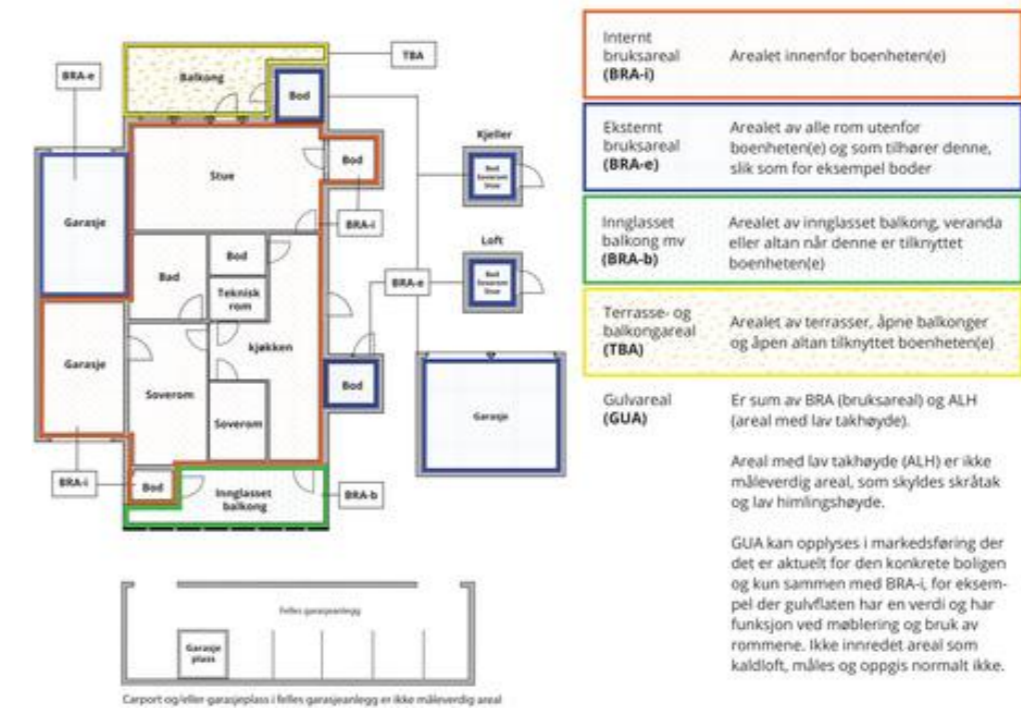 TBA
BRA-e
Balkong
Bod
Kjeller
Bod
Soverom
Stue
Bod
Stue
BRA-i
Garasje
Loft
Bod
Bad
BRA-e
Bod
Soverom
Stue
Teknisk
rom
kjøkken
Garasje
Bod
Soverom
Garasje
Soverom
BRA-i
Bod
Innglasset
balkong
BRA-b
Felles garasjeanlegg
Garasje
plass
Carport og/eller garasjeplass i felles garasjeanlegg er ikke måleverdig areal
Internt
bruksareal
(BRA-i)
Arealet innenfor boenheten(e)
Eksternt
bruksareal
(BRA-e)
Arealet av alle rom utenfor
boenheten(e) og som tilhører denne,
slik som for eksempel boder
Innglasset
balkong mv
(BRA-b)
Arealet av innglasset balkong, veranda
eller altan når denne er tilknyttet
boenheten(e)
Terrasse- og
balkongareal
(TBA)
Arealet av terrasser, åpne balkonger
og åpen altan tilknyttet boenheten(e)
Gulvareal
(GUA)
Er sum av BRA (bruksareal) og ALH
(areal med lav takhøyde).
Areal med lav takhøyde (ALH) er ikke
måleverdig areal, som skyldes skråtak
og lav himlingshøyde.
GUA kan opplyses i markedsføring der
det er aktuelt for den konkrete boligen
og kun sammen med BRA-i, for eksem-
pel der gulvflaten har en verdi og har
funksjon ved møblering og bruk av
rommene. Ikke innredet areal som
kaldloft, måles og oppgis normalt ikke.